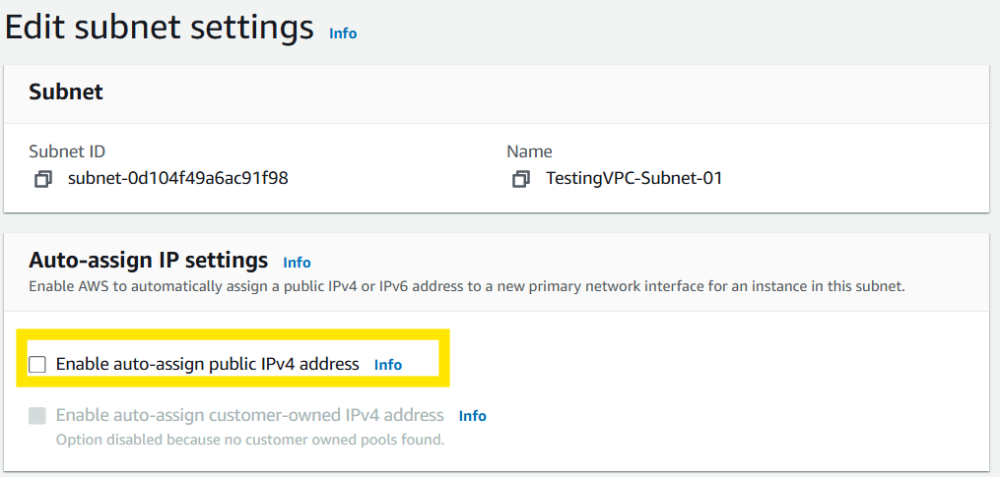 Edit subnet settings Info
Subnet
Subnet ID Name
subnet-0d104f49a6ac91f98 TestingVPC-Subnet-01
Auto-assign IP settings Info
Enable AWS to automatically assign a public IPv4 or IPv6 address to a new primary network interface for an instance in this subnet.
Enable auto-assign public IPv4 address Info
Enable auto-assign customer-owned IPv4 address Info
Option disabled because no customer owned pools found.